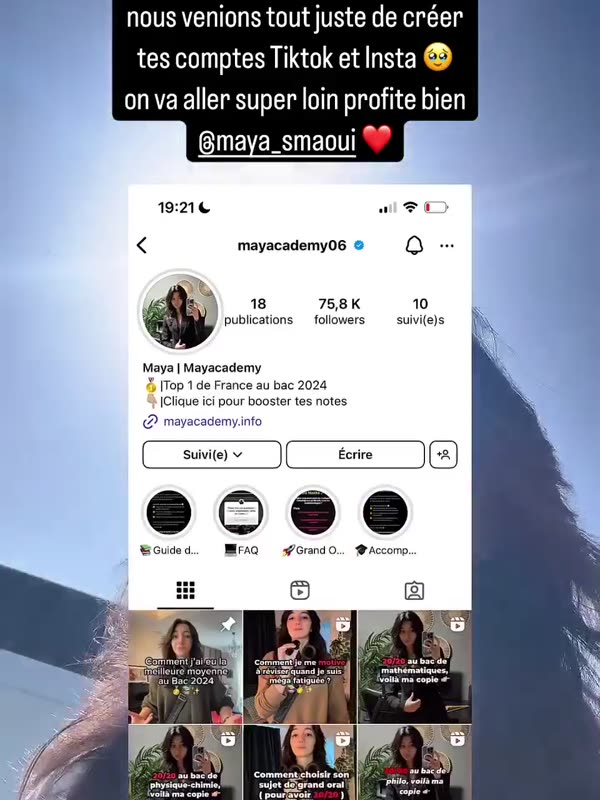 nous venions tout juste de créer
tes comptes Tiktok et Insta 🥹
on va aller super loin profite bien
@maya_smaoui ❤️
19:21
mayacademy06
18 75,8 K 10
publications followers suivi(e)s
Maya | Mayacademy
🥇|Top 1 de France au bac 2024
👇🏼|Clique ici pour booster tes notes
mayacademy.info
Suivi(e) Écrire
📚Guide d... 💻FAQ 🚀Grand O... 🎓Accomp...
Comment j'ai eu la
meilleure moyenne
au Bac 2024
Comment je me motive
à réviser quand je suis
méga fatiguée ?
20/20 au bac de
mathématiques,
voilà ma copie
20/20 au bac de
physique-chimie,
voilà ma copie
Comment choisir son
sujet de grand oral
( pour avoir 20/20 )
au bac de
philo, voilà ma
copie